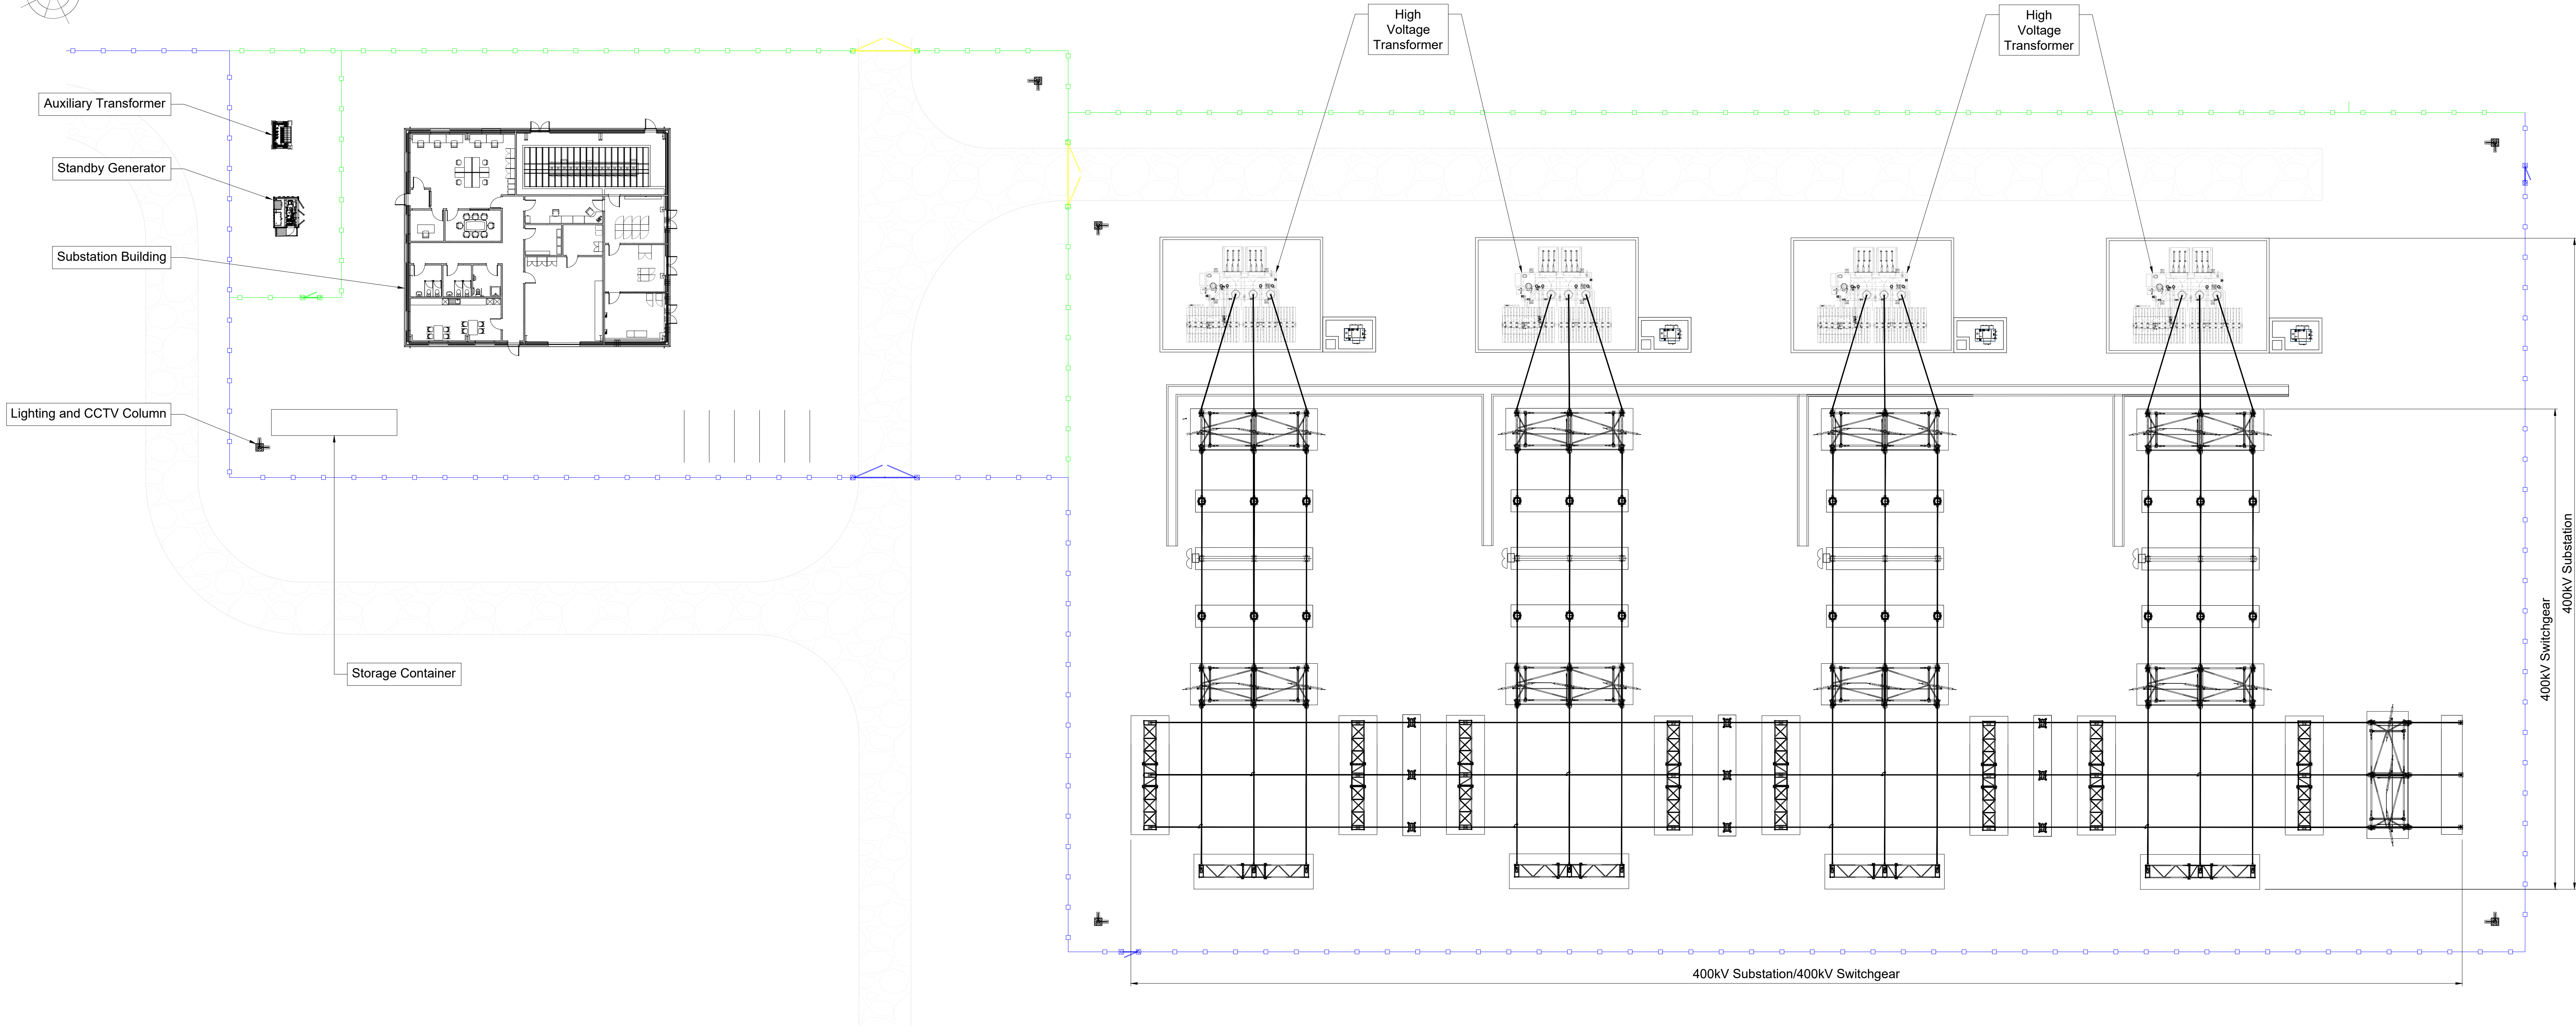 High
Voltage
Transformer
High
Voltage
Transformer
Auxiliary Transformer
Standby Generator
Substation Building
Lighting and CCTV Column
Storage Container
400kV Switchgear
400kV Substation
400kV Substation/400kV Switchgear